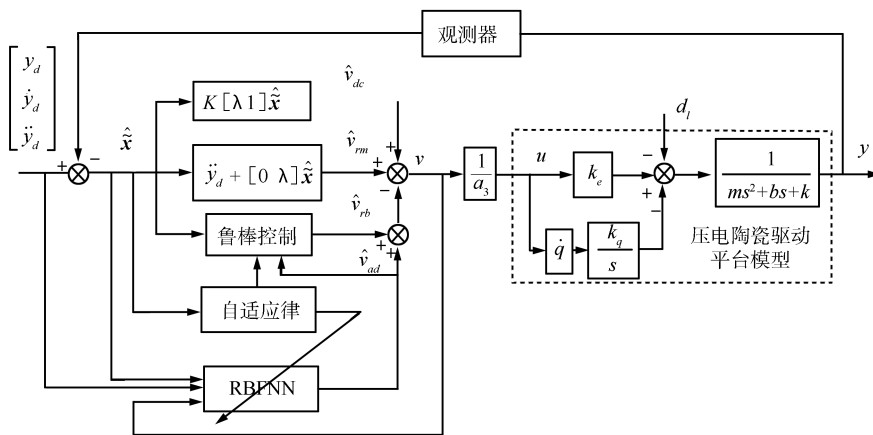 观测器
y_d
ẏ_d
ÿ_d
+
−
x̃̂
K[λ 1]x̃̂
v̂_dc
+
ÿ_d+[0 λ]x̃̂
v̂_rm
+
v
−
v̂_rb
鲁棒控制
+
+
v̂_ad
自适应律
RBFNN
1
a_3
u
d_l
k_e
−
+
−
q̇
k_q
s
1
ms²+bs+k
y
压电陶瓷驱动
平台模型